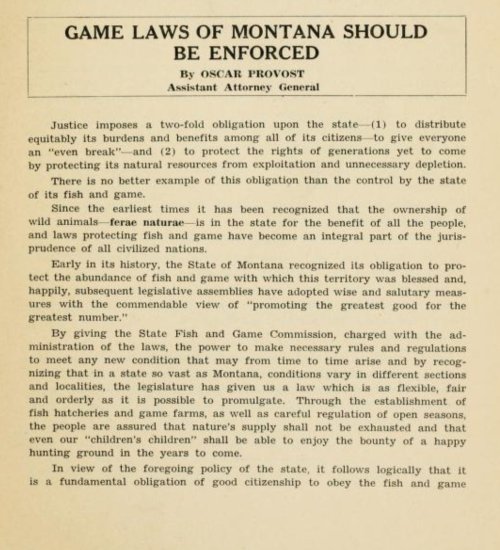 GAME LAWS OF MONTANA SHOULD
BE ENFORCED
By OSCAR PROVOST
Assistant Attorney General
Justice imposes a two-fold obligation upon the state—(1) to distribute
equitably its burdens and benefits among all of its citizens—to give everyone
an "even break"—and (2) to protect the rights of generations yet to come
by protecting its natural resources from exploitation and unnecessary depletion.
There is no better example of this obligation than the control by the state
of its fish and game.
Since the earliest times it has been recognized that the ownership of
wild animals—ferae naturae—is in the state for the benefit of all the people,
and laws protecting fish and game have become an integral part of the juris-
prudence of all civilized nations.
Early in its history, the State of Montana recognized its obligation to pro-
tect the abundance of fish and game with which this territory was blessed and,
happily, subsequent legislative assemblies have adopted wise and salutary meas-
ures with the commendable view of "promoting the greatest good for the
greatest number."
By giving the State Fish and Game Commission, charged with the ad-
ministration of the laws, the power to make necessary rules and regulations
to meet any new condition that may from time to time arise and by recog-
nizing that in a state so vast as Montana, conditions vary in different sections
and localities, the legislature has given us a law which is as flexible, fair
and orderly as it is possible to promulgate. Through the establishment of
fish hatcheries and game farms, as well as careful regulation of open seasons,
the people are assured that nature's supply shall not be exhausted and that
even our "children's children" shall be able to enjoy the bounty of a happy
hunting ground in the years to come.
In view of the foregoing policy of the state, it follows logically that it
is a fundamental obligation of good citizenship to obey the fish and game